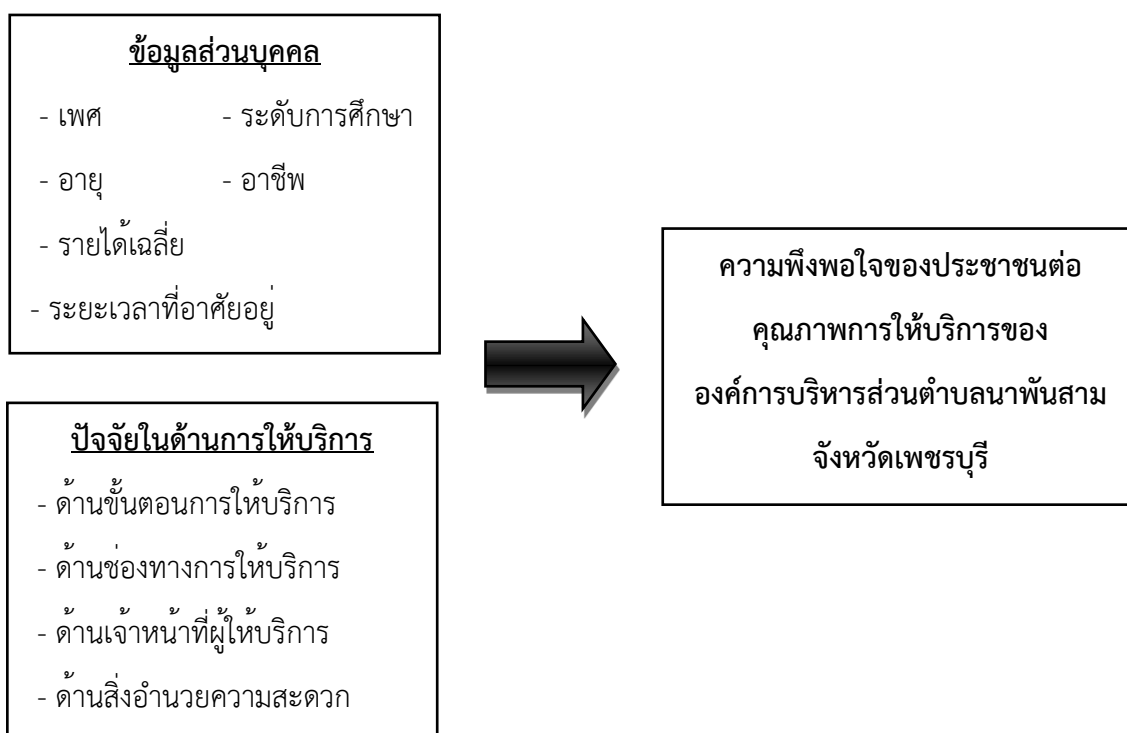 ข้อมูลส่วนบุคคล
- เพศ - ระดับการศึกษา
- อายุ - อาชีพ
- รายได้เฉลี่ย
- ระยะเวลาที่อาศัยอยู่
ปัจจัยในด้านการให้บริการ
- ด้านขั้นตอนการให้บริการ
- ด้านช่องทางการให้บริการ
- ด้านเจ้าหน้าที่ผู้ให้บริการ
- ด้านสิ่งอำนวยความสะดวก
ความพึงพอใจของประชาชนต่อ
คุณภาพการให้บริการของ
องค์การบริหารส่วนตำบลนาพันสาม
จังหวัดเพชรบุรี